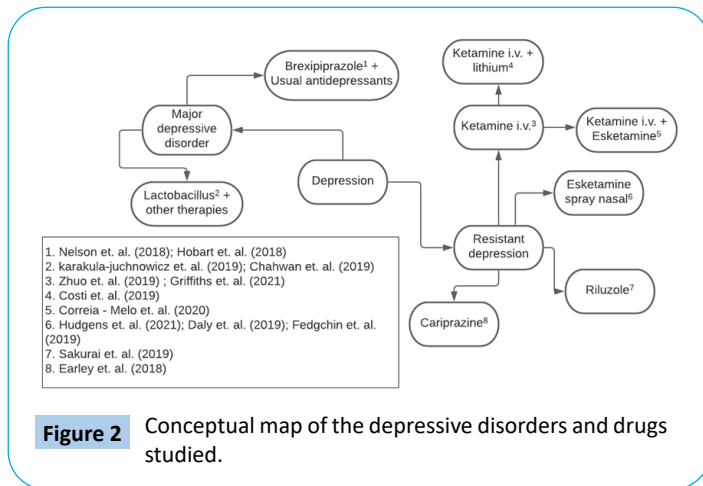 Brexipiprazole¹ +
Usual antidepressants
Ketamine i.v. +
lithium⁴
Major
depressive
disorder
Ketamine i.v.³
Ketamine i.v. +
Esketamine⁵
Depression
Lactobacillus² +
other therapies
Esketamine
spray nasal⁶
Resistant
depression
Riluzole⁷
Cariprazine⁸
1. Nelson et. al. (2018); Hobart et. al. (2018)
2. karakula-juchnowicz et. al. (2019); Chahwan et. al. (2019)
3. Zhuo et. al. (2019) ; Griffiths et. al. (2021)
4. Costi et. al. (2019)
5. Correia - Melo et. al. (2020)
6. Hudgens et. al. (2021); Daly et. al. (2019); Fedgchin et. al.
(2019)
7. Sakurai et. al. (2019)
8. Earley et. al. (2018)
Figure 2 Conceptual map of the depressive disorders and drugs
studied.